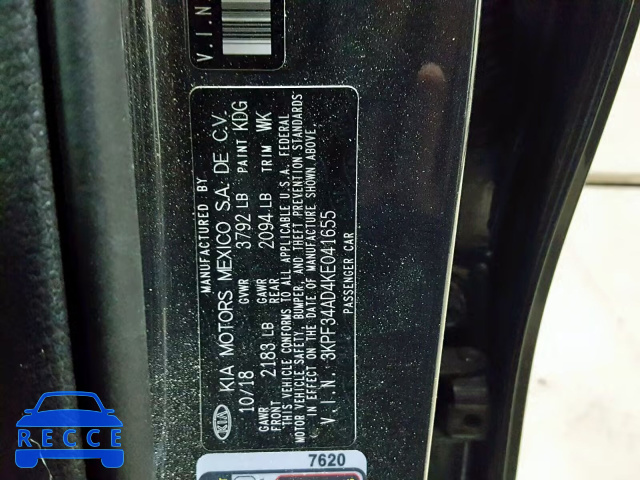 V.I.N
MANUFACTURED BY
KIA KIA MOTORS MEXICO S.A. DE C.V.
10/18 GVWR 3792 LB PAINT KDG
GAWR FRONT 2183 LB GAWR REAR 2094 LB TRIM WK
THIS VEHICLE CONFORMS TO ALL APPLICABLE U.S.A. FEDERAL
MOTOR VEHICLE SAFETY, BUMPER, AND THEFT PREVENTION STANDARDS
IN EFFECT ON THE DATE OF MANUFACTURE SHOWN ABOVE.
V.I.N. : 3KPF34AD4KE041655
PASSENGER CAR
7620
RECCE